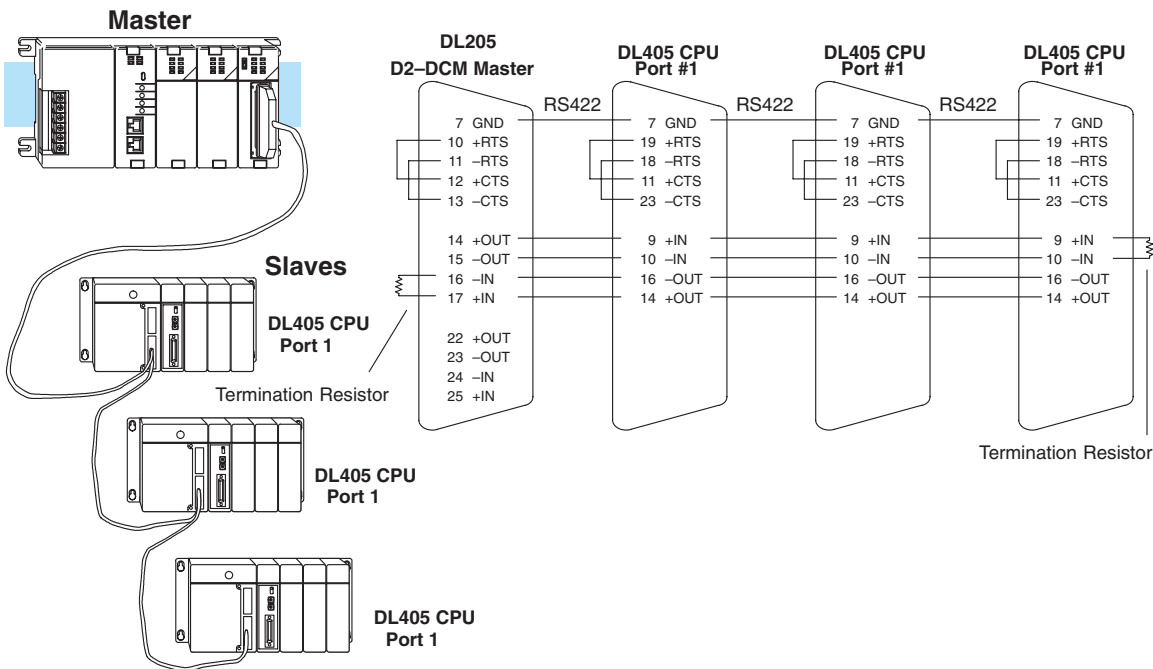 Master
Slaves
DL405 CPU
Port 1
DL405 CPU
Port 1
DL405 CPU
Port 1
DL205
D2–DCM Master
7 GND
10 +RTS
11 –RTS
12 +CTS
13 –CTS
14 +OUT
15 –OUT
16 –IN
17 +IN
22 +OUT
23 –OUT
24 –IN
25 +IN
Termination Resistor
RS422
DL405 CPU
Port #1
7 GND
19 +RTS
18 –RTS
11 +CTS
23 –CTS
9 +IN
10 –IN
16 –OUT
14 +OUT
RS422
DL405 CPU
Port #1
7 GND
19 +RTS
18 –RTS
11 +CTS
23 –CTS
9 +IN
10 –IN
16 –OUT
14 +OUT
RS422
DL405 CPU
Port #1
7 GND
19 +RTS
18 –RTS
11 +CTS
23 –CTS
9 +IN
10 –IN
16 –OUT
14 +OUT
Termination Resistor